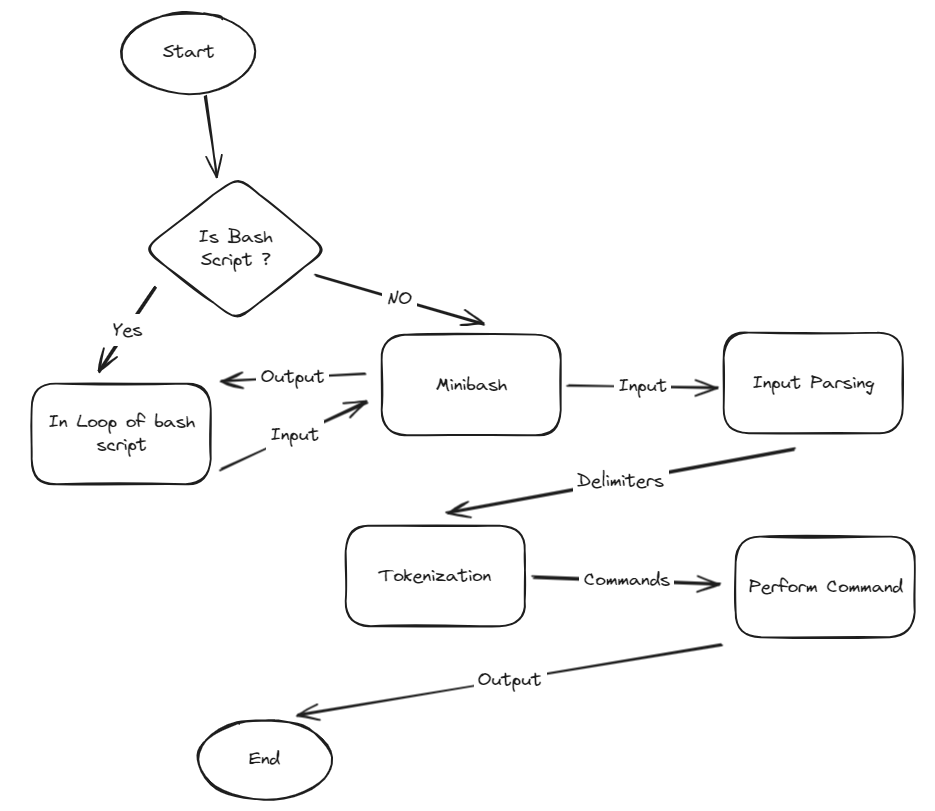 Start
Is Bash
Script ?
NO
Yes
Output
Minibash
Input
Input Parsing
In Loop of bash
script
Input
Delimiters
Tokenization
Commands
Perform Command
Output
End